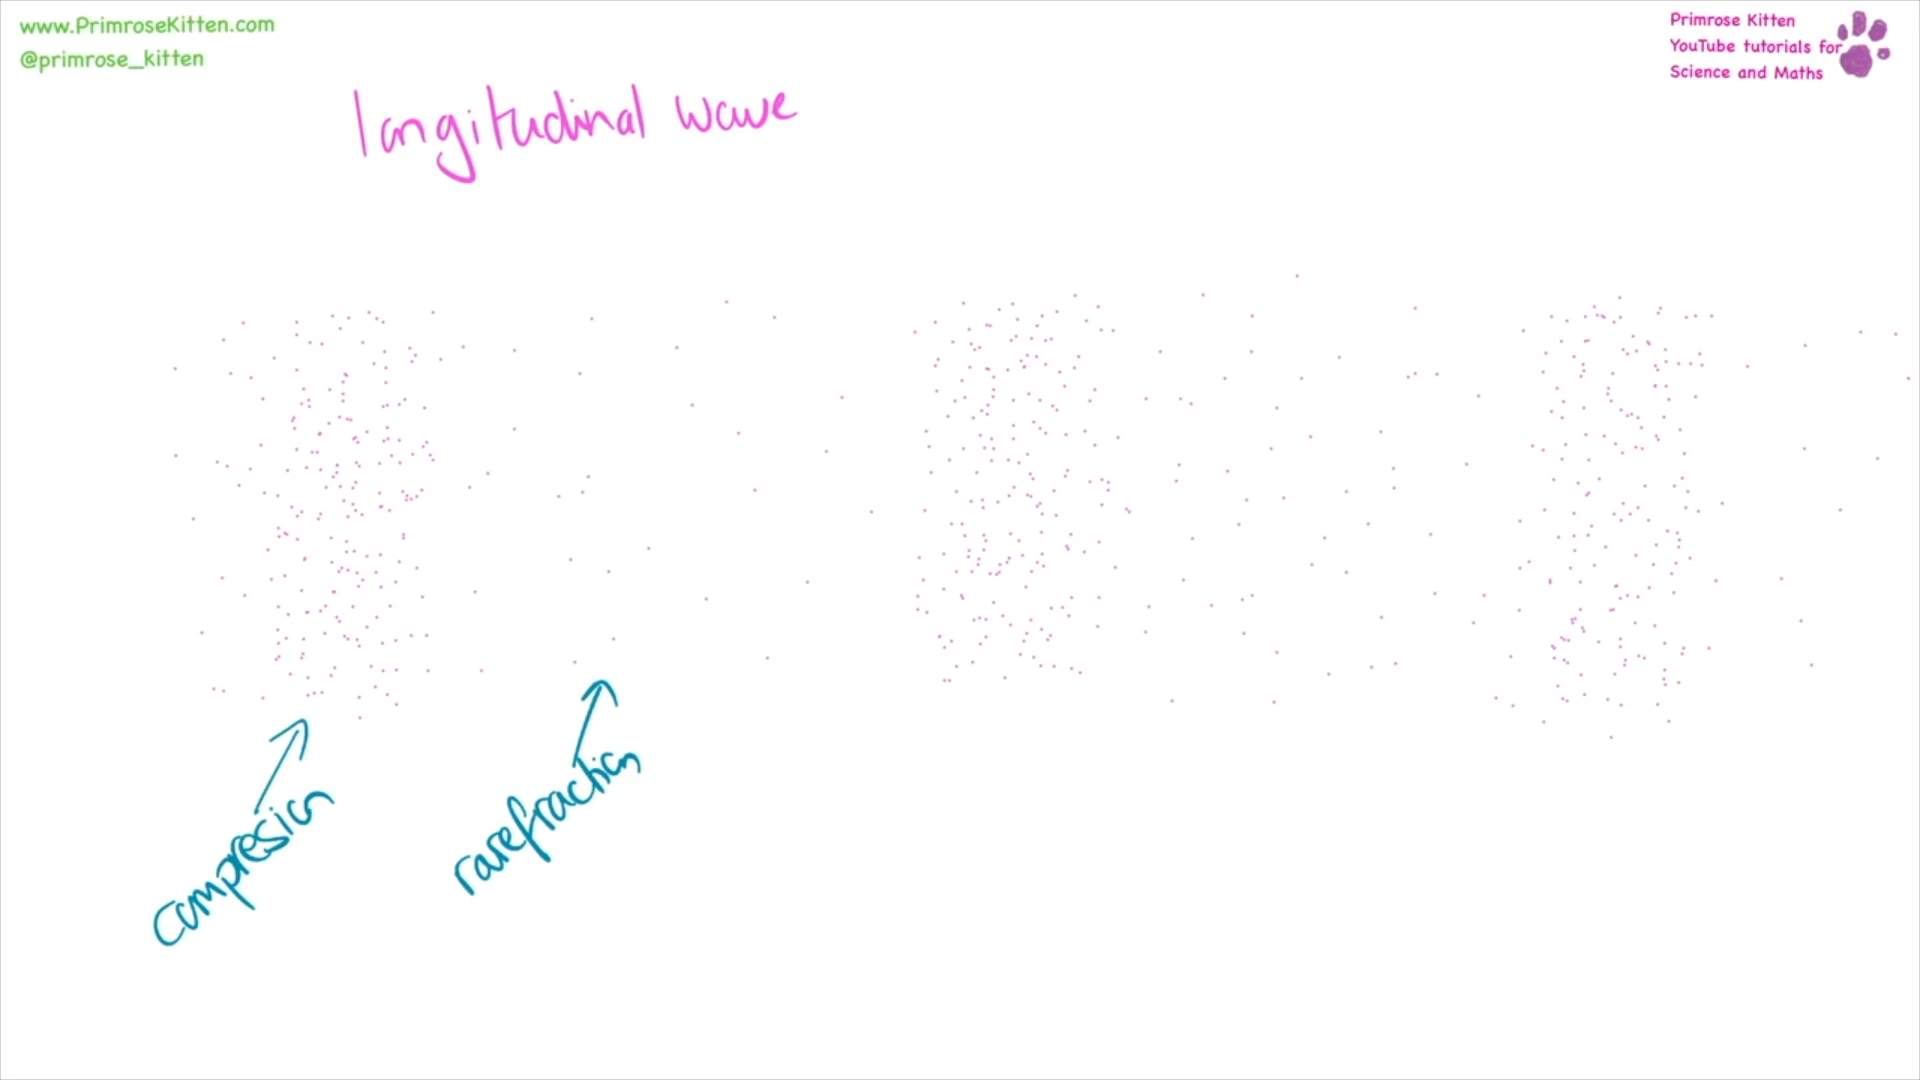 www.PrimroseKitten.com
@primrose_kitten
Primrose Kitten
YouTube tutorials for
Science and Maths
longitudinal wave
compresion
rarefraction